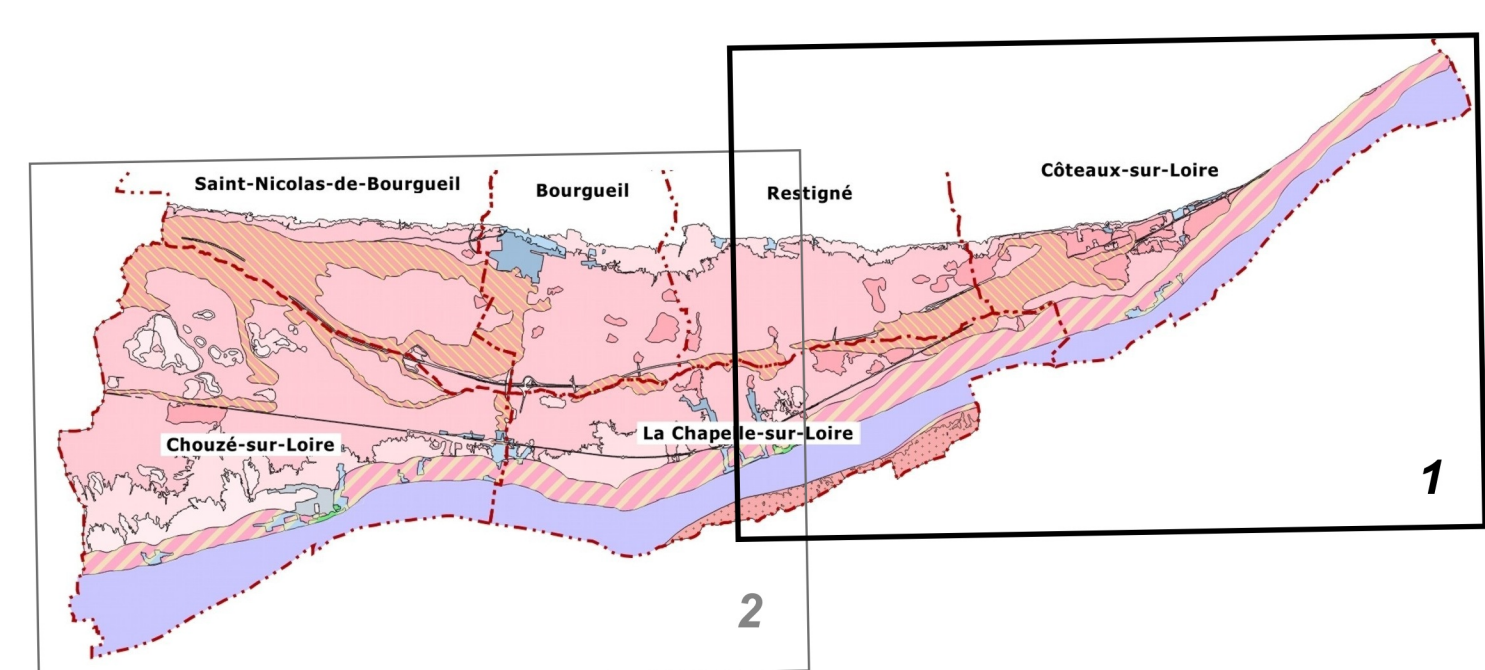 Saint-Nicolas-de-Bourgueil
Bourgueil
Restigné
Côteaux-sur-Loire
Chouzé-sur-Loire
La Chapelle-sur-Loire
1
2